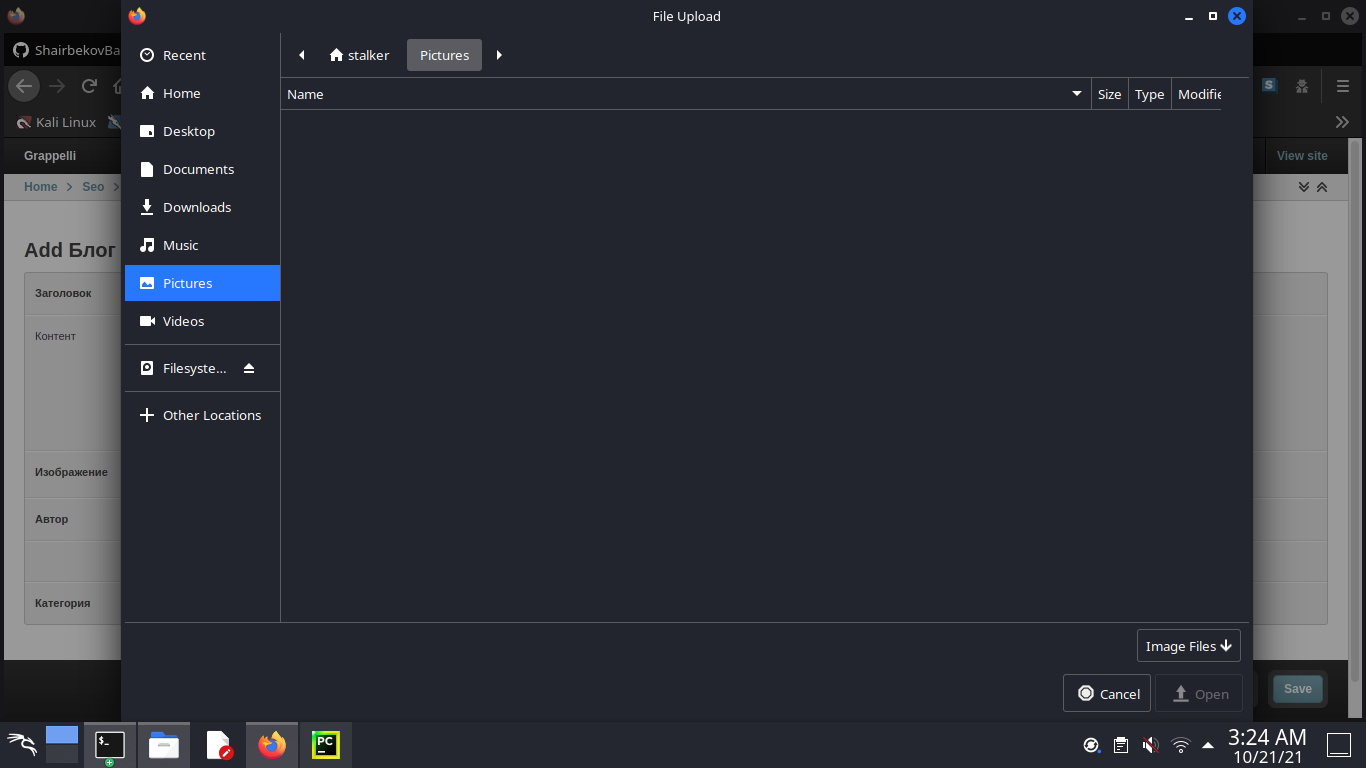 File Upload
ShairbekovBa
Recent
stalker
Pictures
Home
Name
Size
Type
Modifie
Desktop
Kali Linux
Documents
Grappelli
View site
Home
Seo
Downloads
Music
Add Блог
Pictures
Заголовок
Videos
Контент
Filesyste...
Other Locations
Изображение
Автор
Категория
Image Files
Cancel
Open
Save
$_
PC
3:24 AM
10/21/21